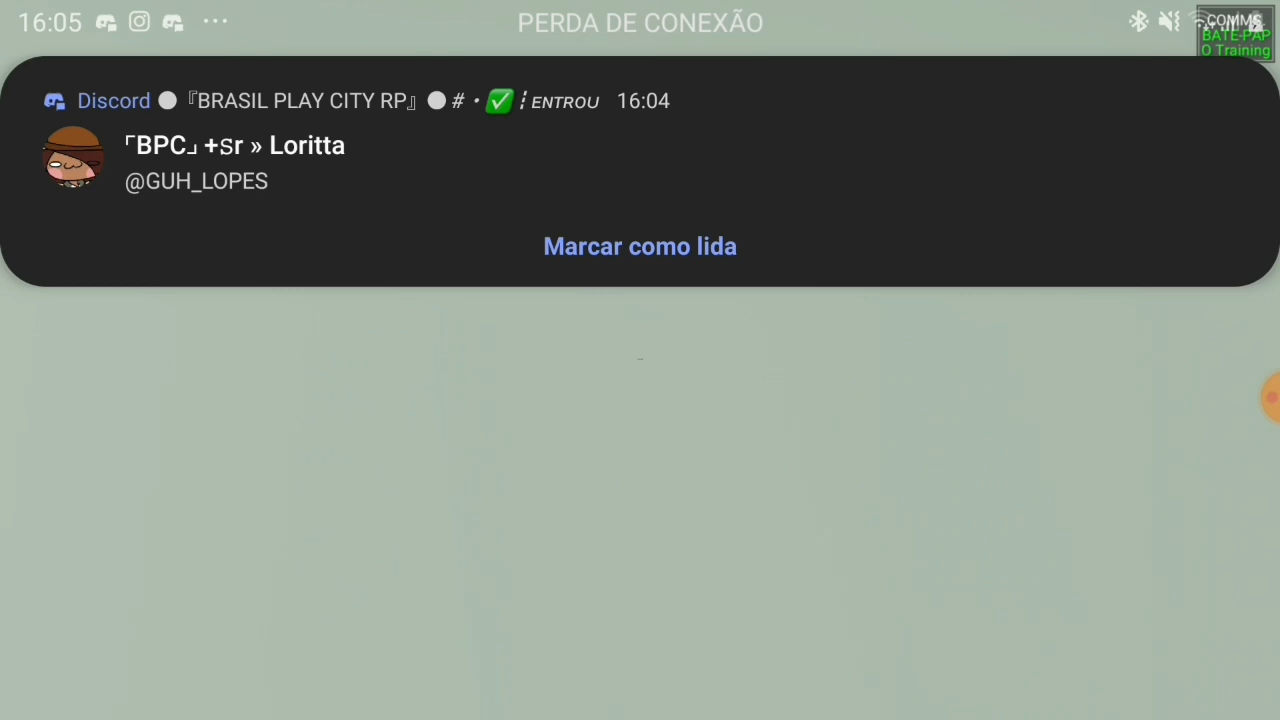 16:05
PERDA DE CONEXÃO
COMMS
BATE-PAP
O Training
Discord ● 『BRASIL PLAY CITY RP』 ● # • ✅ ┆ENTROU 16:04
「BPC」 +Sr » Loritta
@GUH_LOPES
Marcar como lida